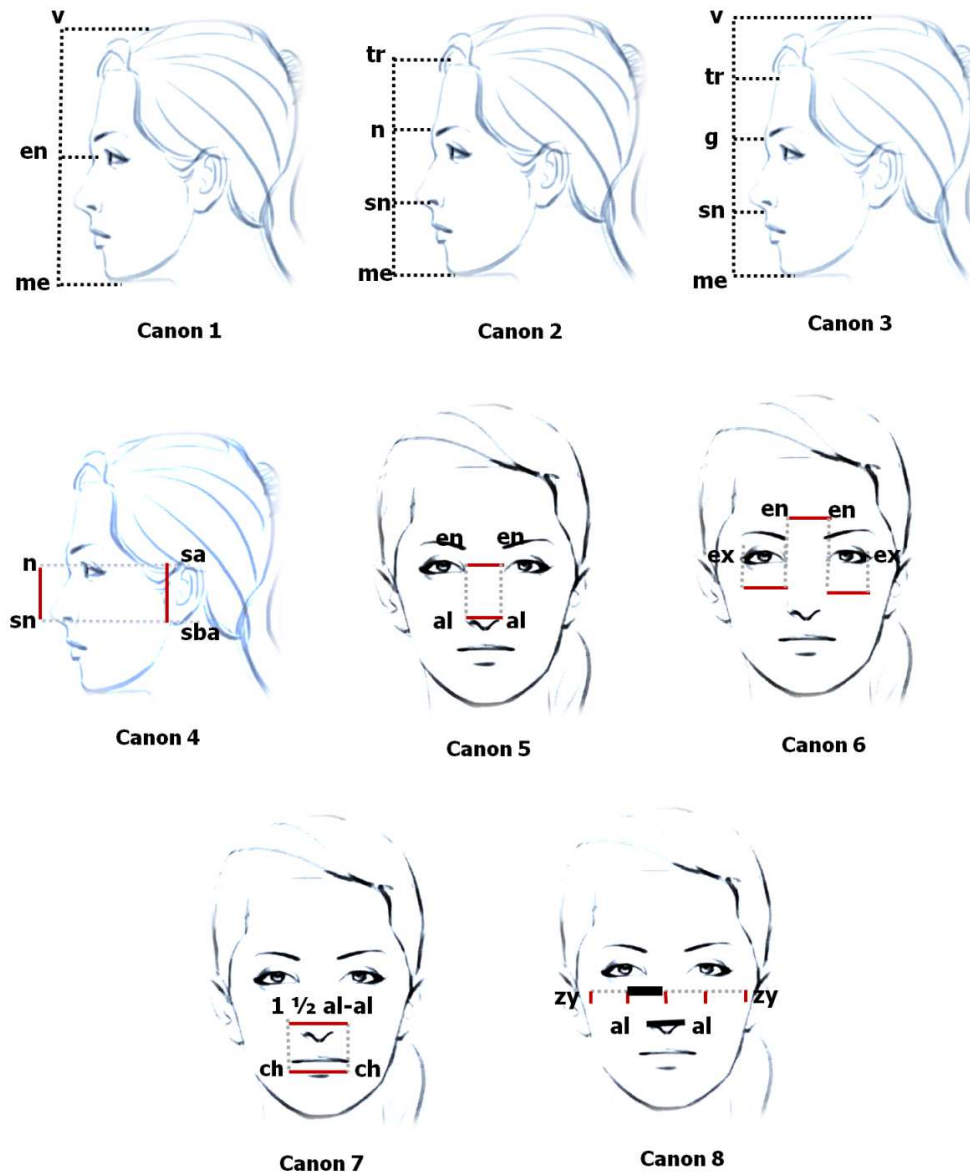 v
en
me
Canon 1
tr
n
sn
me
Canon 2
v
tr
g
sn
me
Canon 3
n
sa
sn
sba
Canon 4
en en
al al
Canon 5
en en
ex ex
Canon 6
1 ½ al-al
ch ch
Canon 7
zy zy
al al
Canon 8